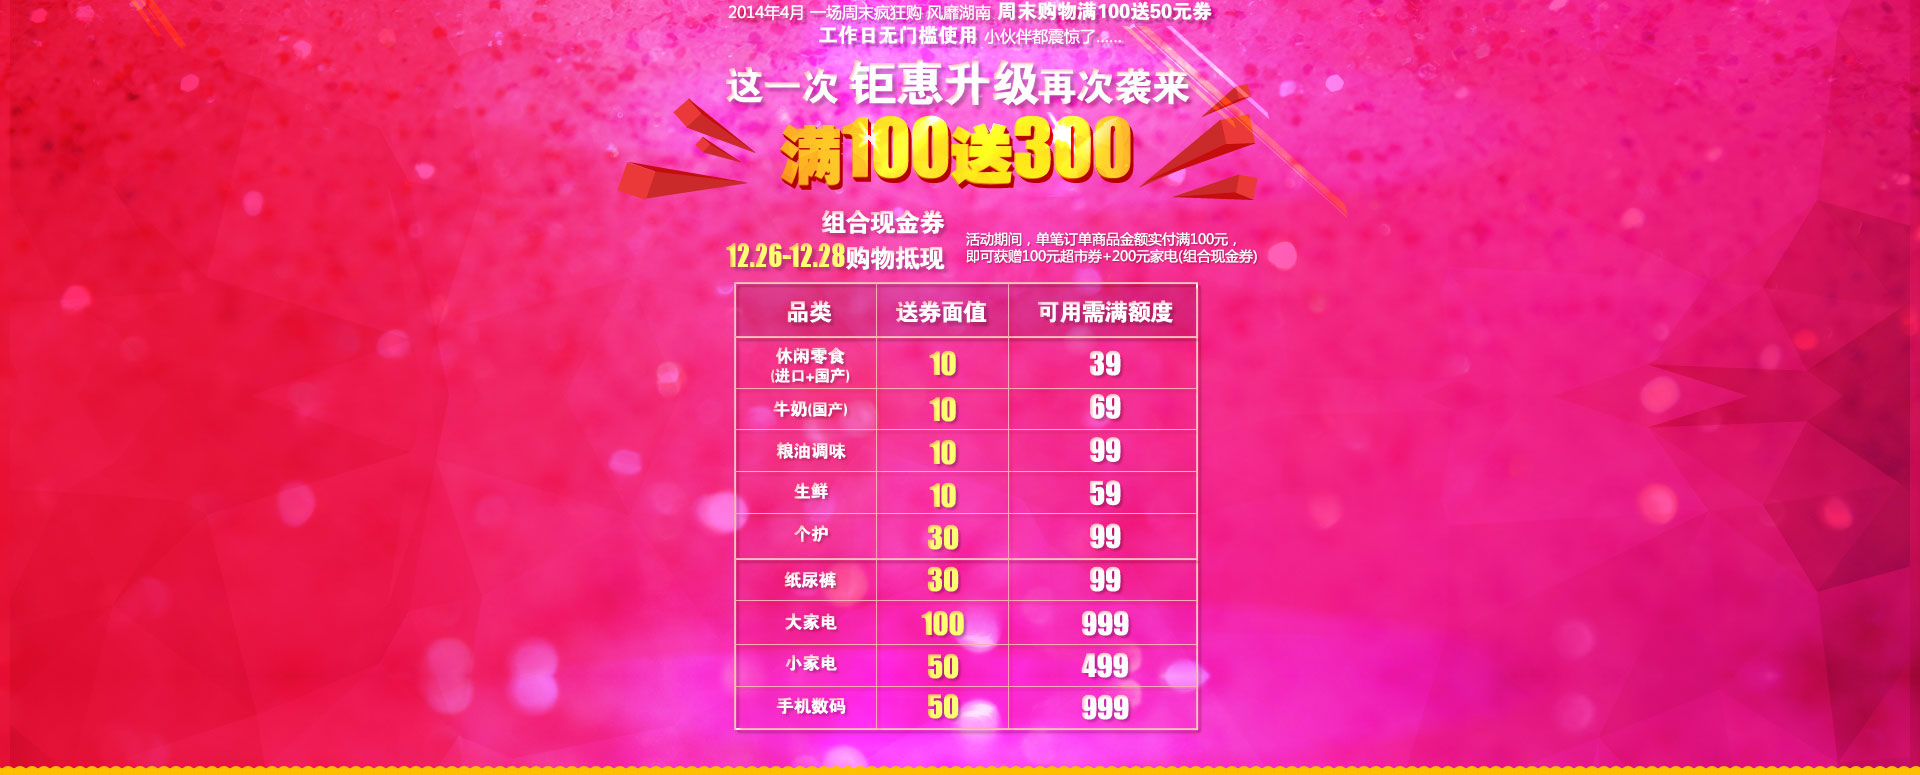 2014年4月 一场周末疯狂购 风靡湖南 周末购物满100送50元券
工作日无门槛使用 小伙伴都震惊了......
这一次 钜惠升级再次袭来
满100送300
组合现金券
12.26-12.28购物抵现
活动期间，单笔订单商品金额实付满100元，
即可获赠100元超市券+200元家电(组合现金券)
品类 送券面值 可用需满额度
休闲零食
(进口+国产) 10 39
牛奶(国产) 10 69
粮油调味 10 99
生鲜 10 59
个护 30 99
纸尿裤 30 99
大家电 100 999
小家电 50 499
手机数码 50 999